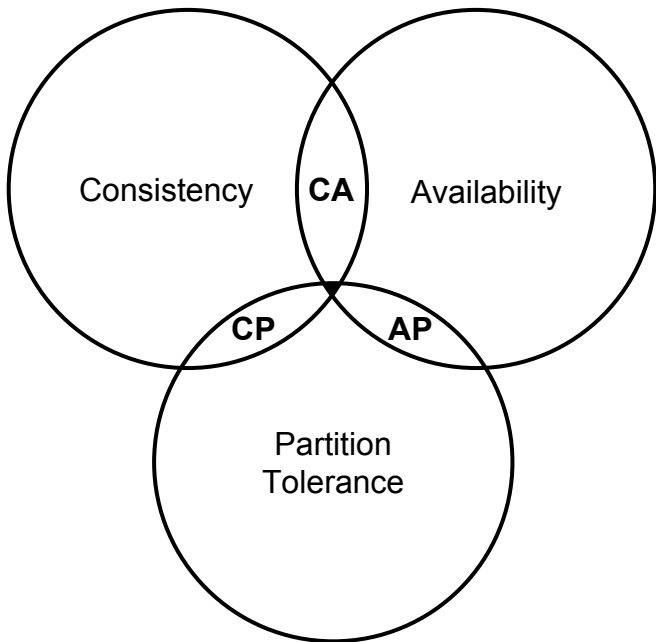 Consistency
CA
Availability
CP
AP
Partition
Tolerance